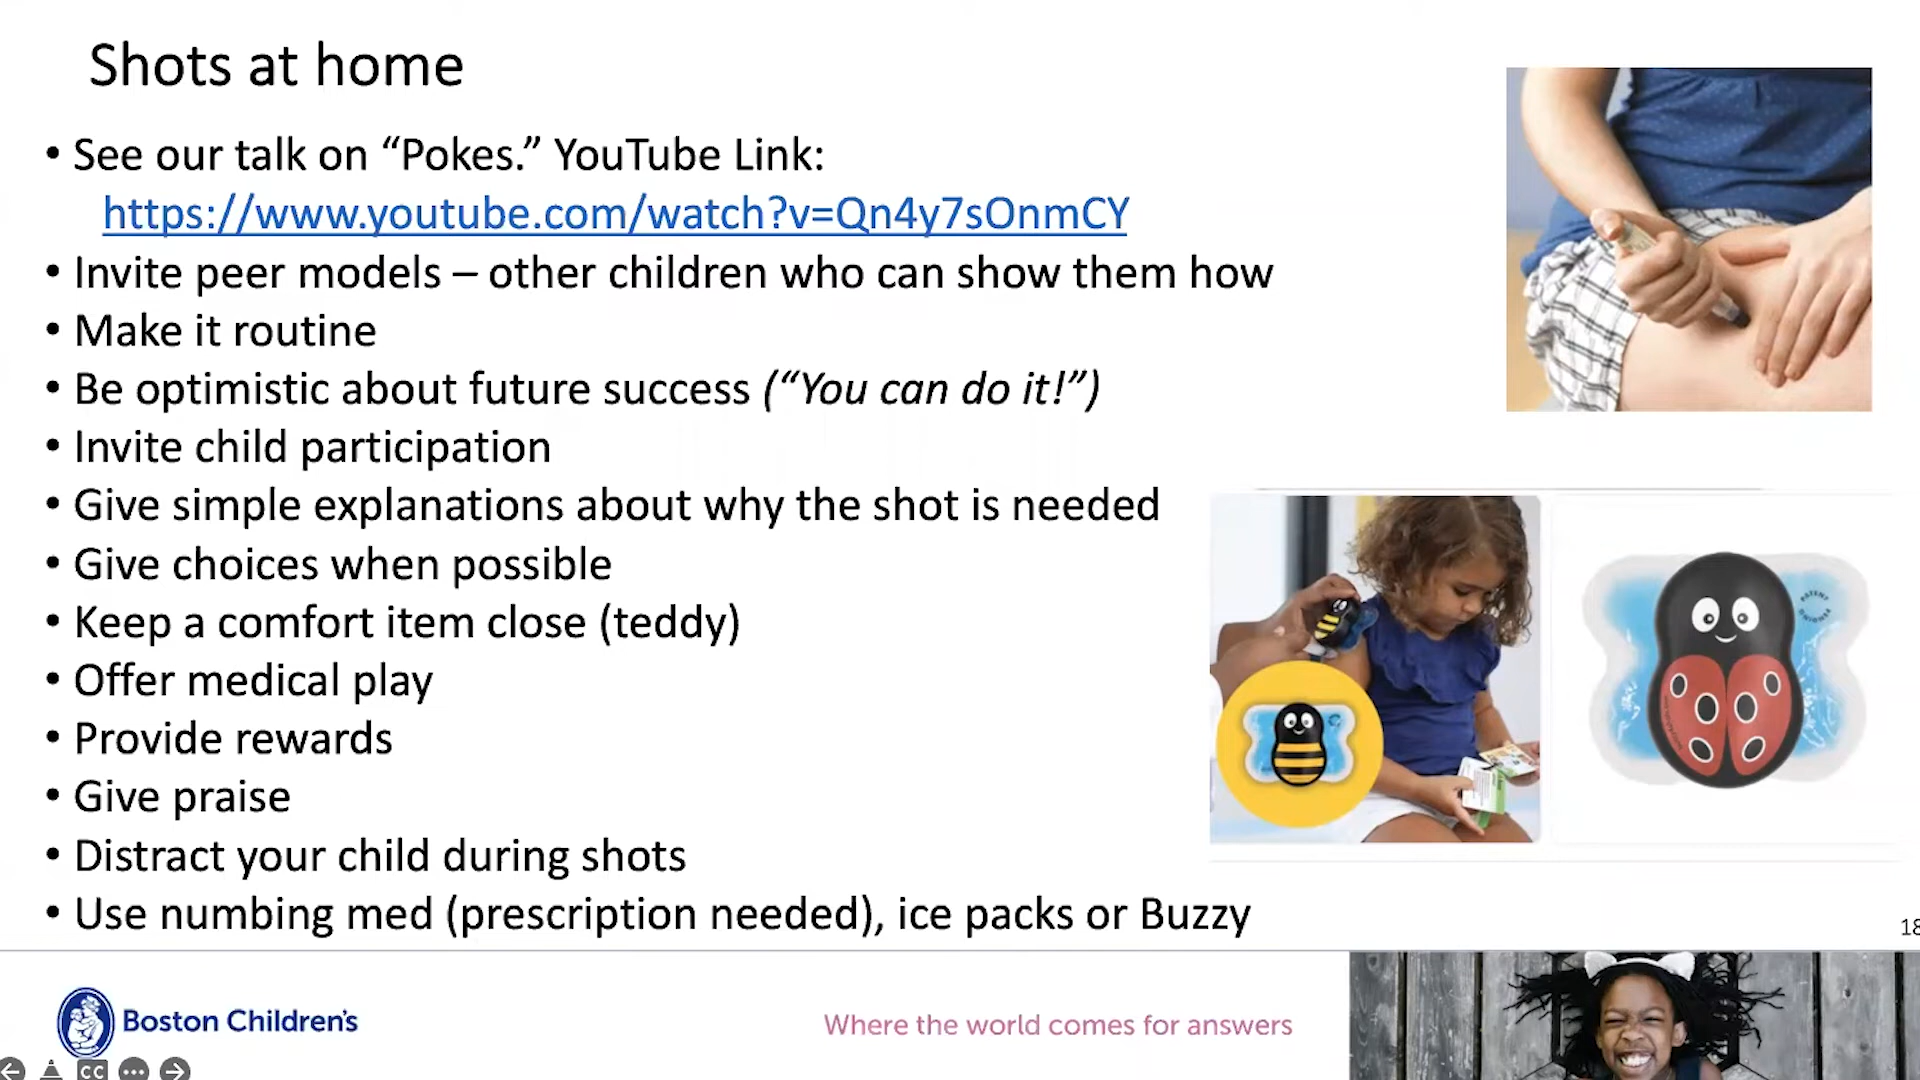 Shots at home
• See our talk on “Pokes.” YouTube Link:
https://www.youtube.com/watch?v=Qn4y7sOnmCY
• Invite peer models – other children who can show them how
• Make it routine
• Be optimistic about future success (“You can do it!”)
• Invite child participation
• Give simple explanations about why the shot is needed
• Give choices when possible
• Keep a comfort item close (teddy)
• Offer medical play
• Provide rewards
• Give praise
• Distract your child during shots
• Use numbing med (prescription needed), ice packs or Buzzy
PATENT
18
Boston Children's
Where the world comes for answers
CC